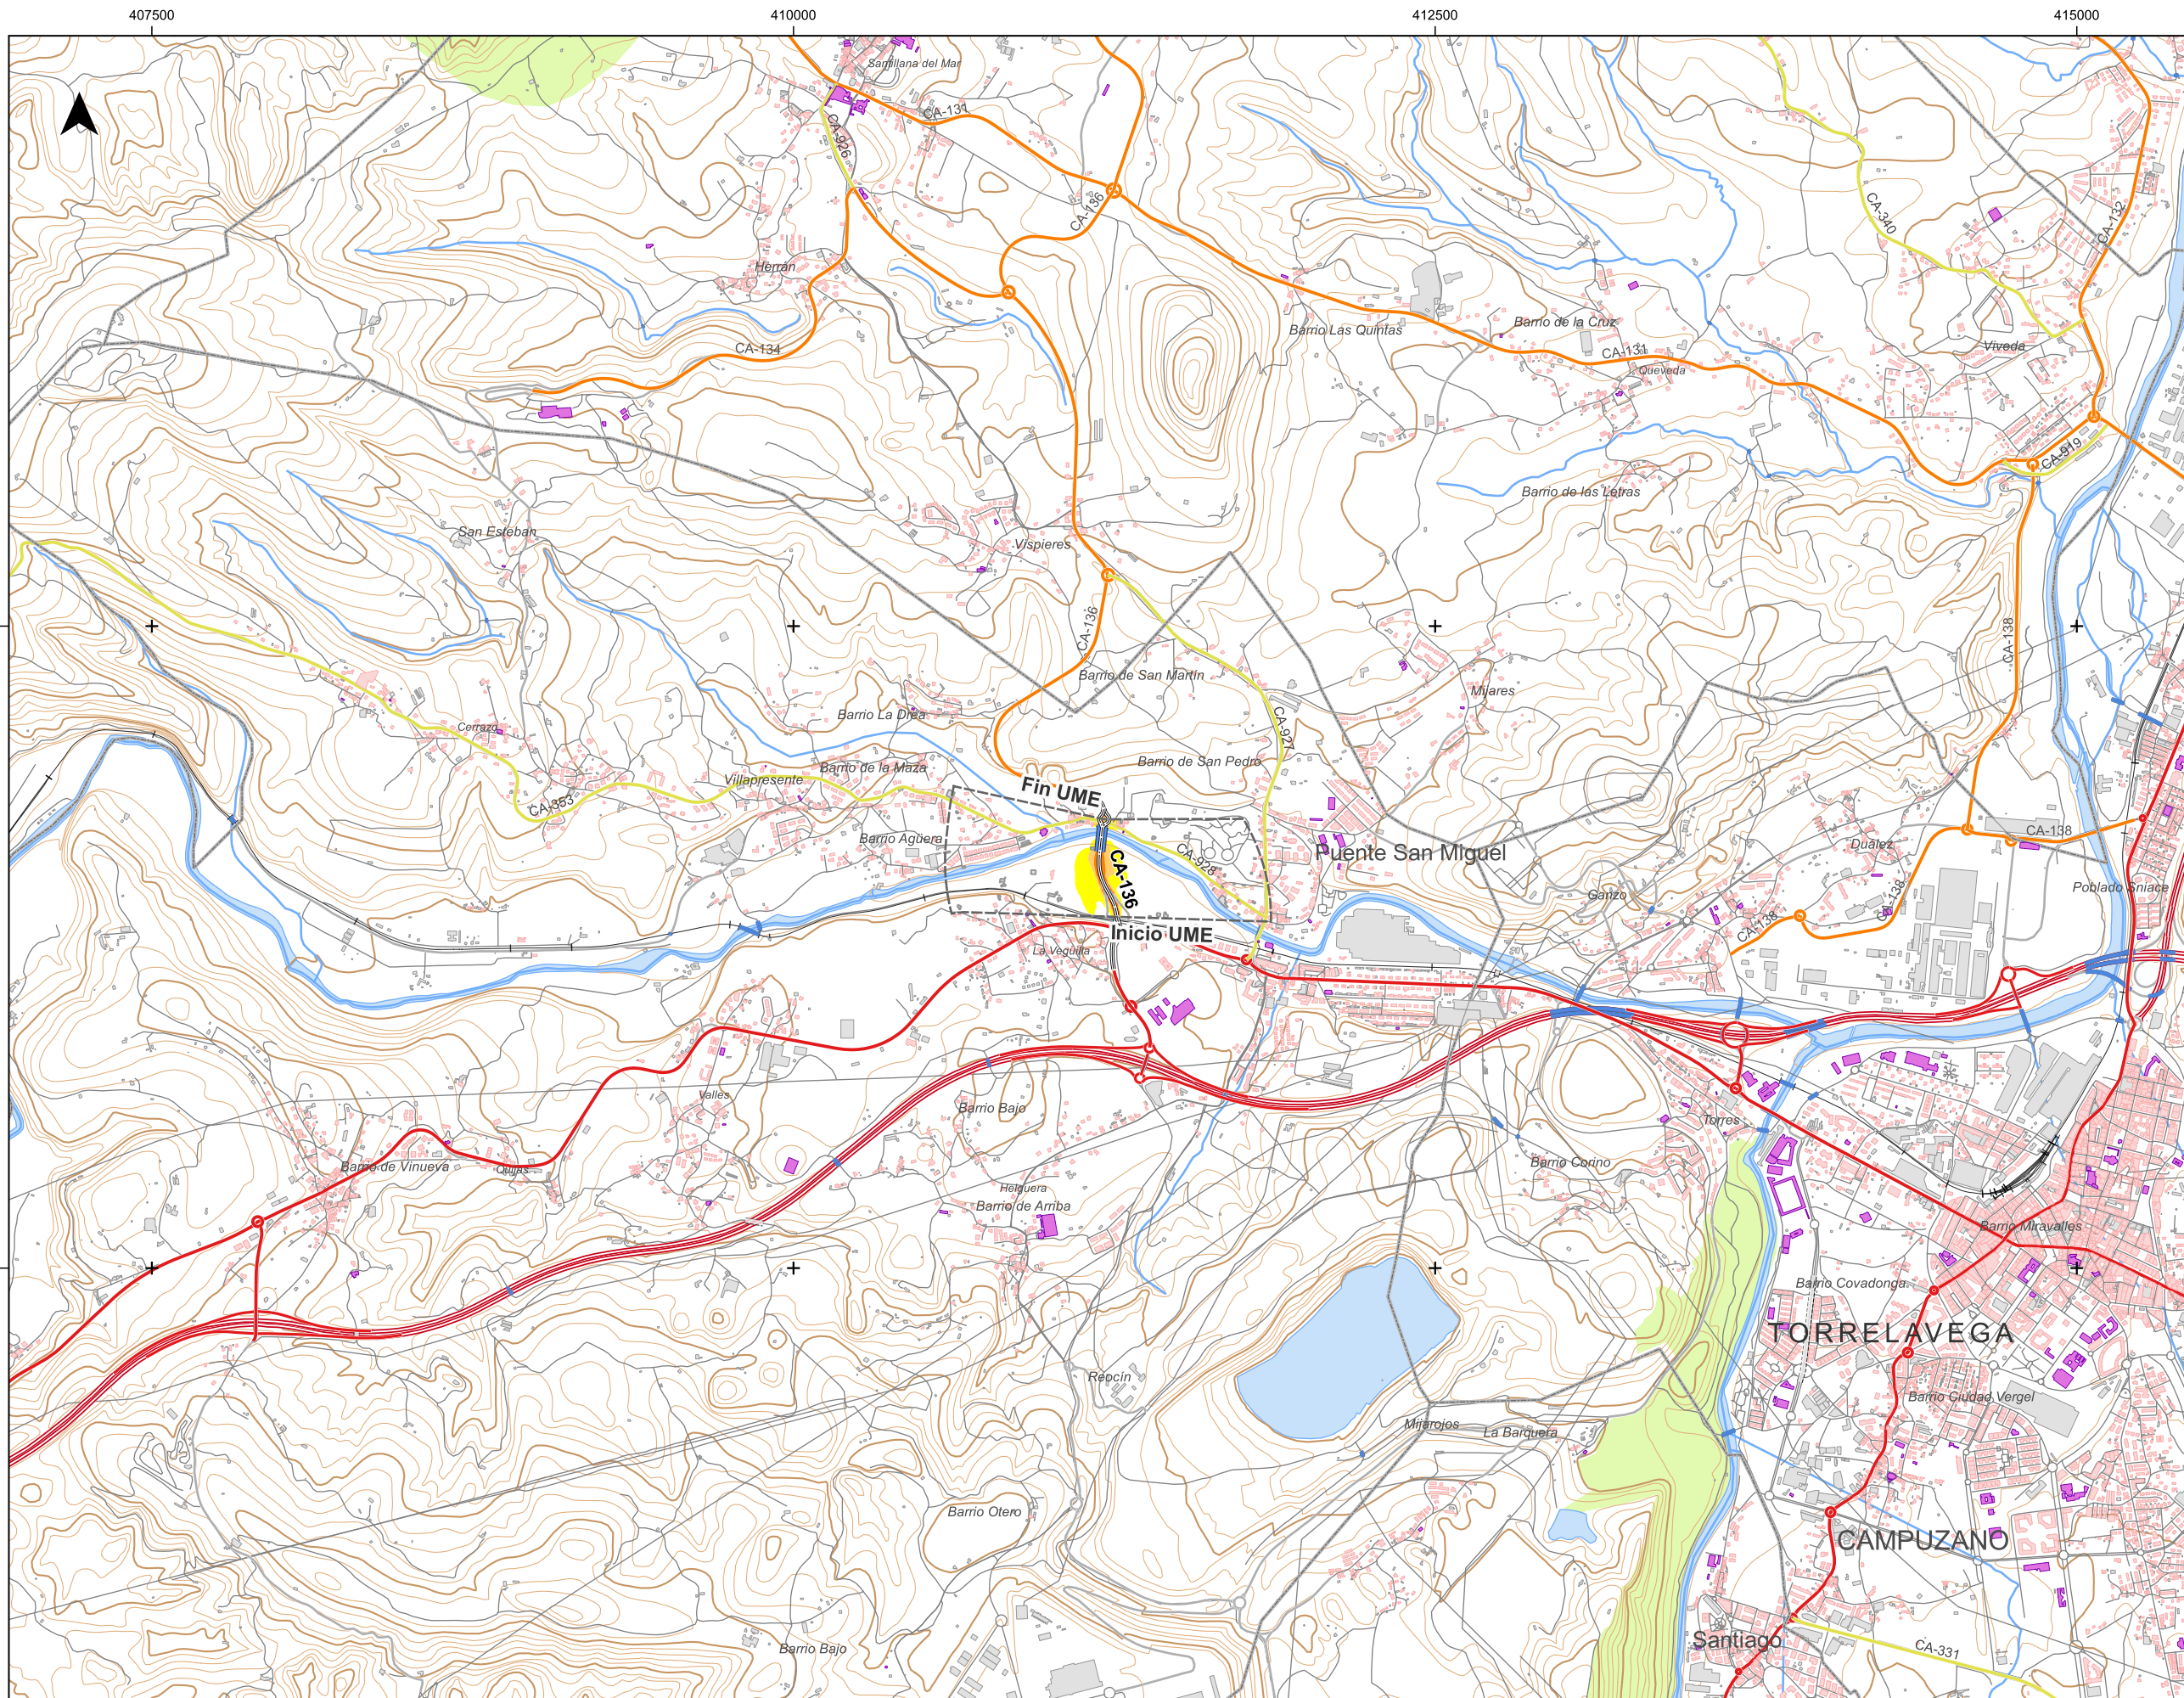 407500
410000
412500
415000
Santillana del Mar
CA-131
CA-926
CA-136
CA-340
CA-132
Herrán
Barrio Las Quintas
Barrio de la Cruz
CA-131
Queveda
Viveda
CA-134
CA-919
Barrio de las Letras
San Esteban
Vispieres
CA-136
CA-138
Barrio de San Martín
Mijares
Barrio La Drea
CA-927
Cerrazo
Barrio de San Pedro
Barrio de la Maza
Villapresente
CA-353
Fin UME
Barrio Agüera
CA-928
Puente San Miguel
CA-138
Duález
CA-136
Poblado Sniace
Ganzo
CA-138
CA-138
Inicio UME
La Veguilla
Valles
Barrio Bajo
Torres
Barrio de Vinueva
Quijas
Barrio Corino
Helguera
Barrio de Arriba
Barrio Miravalles
Barrio Covadonga
TORRELAVEGA
Reocín
Barrio Ciudad Vergel
Mijarojos
La Barquera
Barrio Otero
CAMPUZANO
Barrio Bajo
Santiago
CA-331